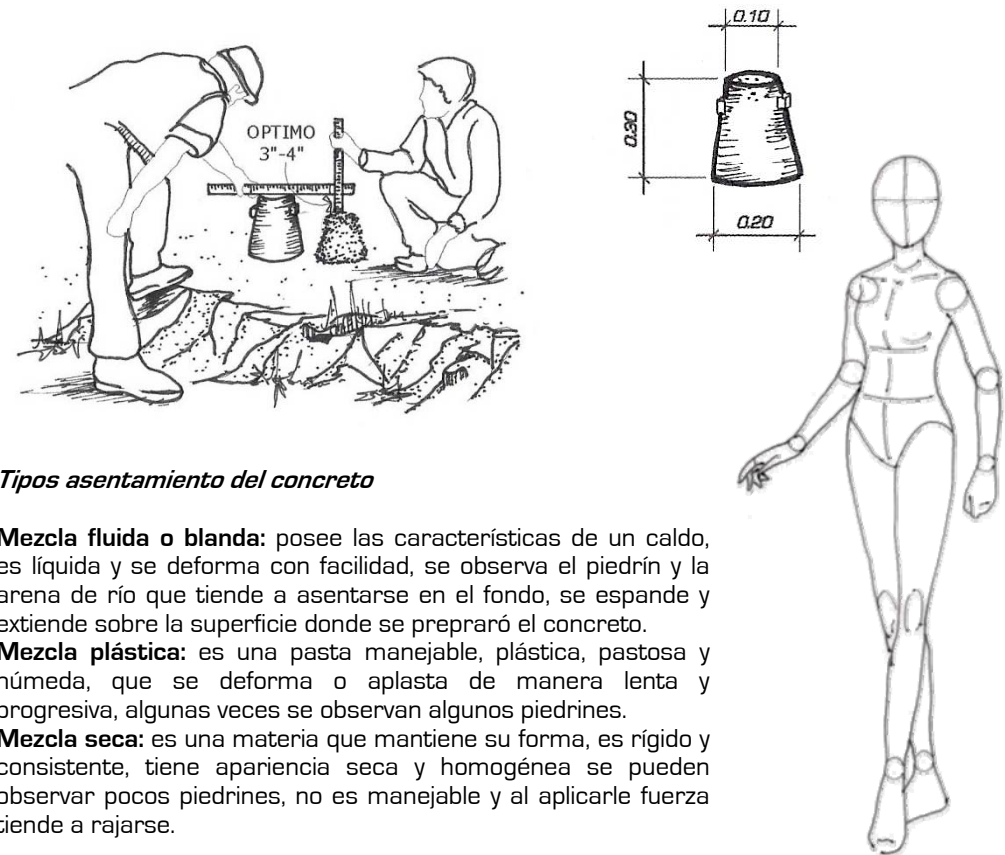 0.10
OPTIMO
3"-4"
0.30
0.20
Tipos asentamiento del concreto
Mezcla fluida o blanda: posee las características de un caldo,
es líquida y se deforma con facilidad, se observa el piedrín y la
arena de río que tiende a asentarse en el fondo, se espande y
extiende sobre la superficie donde se prepraró el concreto.
Mezcla plástica: es una pasta manejable, plástica, pastosa y
húmeda, que se deforma o aplasta de manera lenta y
progresiva, algunas veces se observan algunos piedrines.
Mezcla seca: es una materia que mantiene su forma, es rígido y
consistente, tiene apariencia seca y homogénea se pueden
observar pocos piedrines, no es manejable y al aplicarle fuerza
tiende a rajarse.